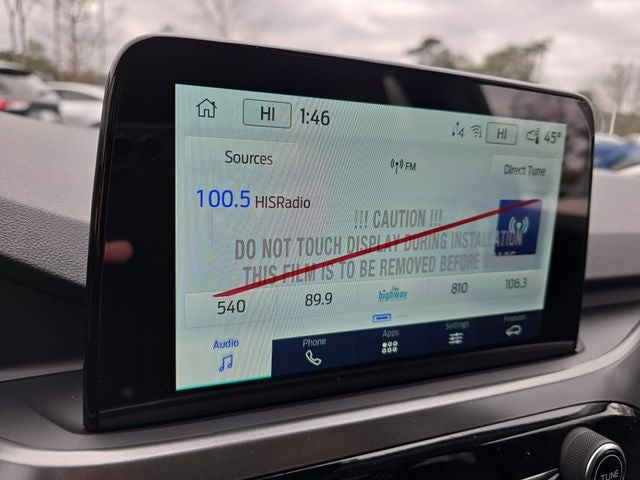 HI 1:46 HI 45°
Sources FM Direct Tune
100.5 HISRadio
!!! CAUTION !!!
DO NOT TOUCH DISPLAY DURING INSTALLATION
THIS FILM IS TO BE REMOVED BEFORE
540 89.9 the highway 810 106.3
Audio Phone Apps Settings Features
TUNE